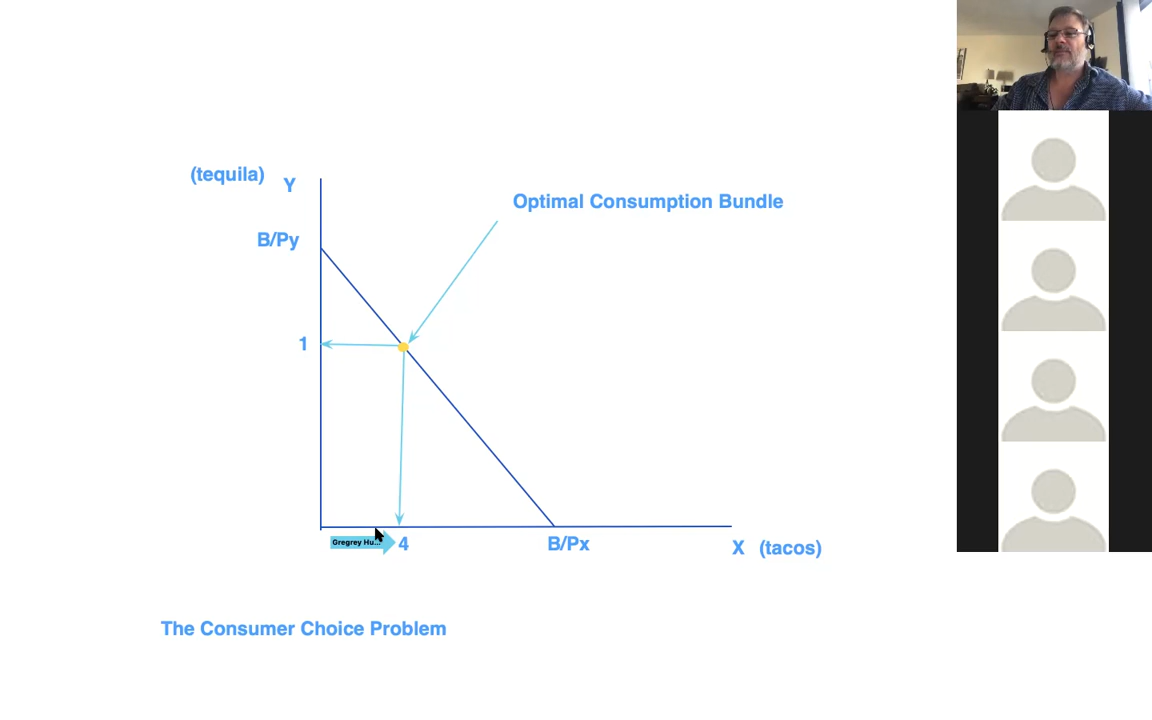 (tequila) Y
Optimal Consumption Bundle
B/Py
1
Gregrey Hu...
4
B/Px
X (tacos)
The Consumer Choice Problem